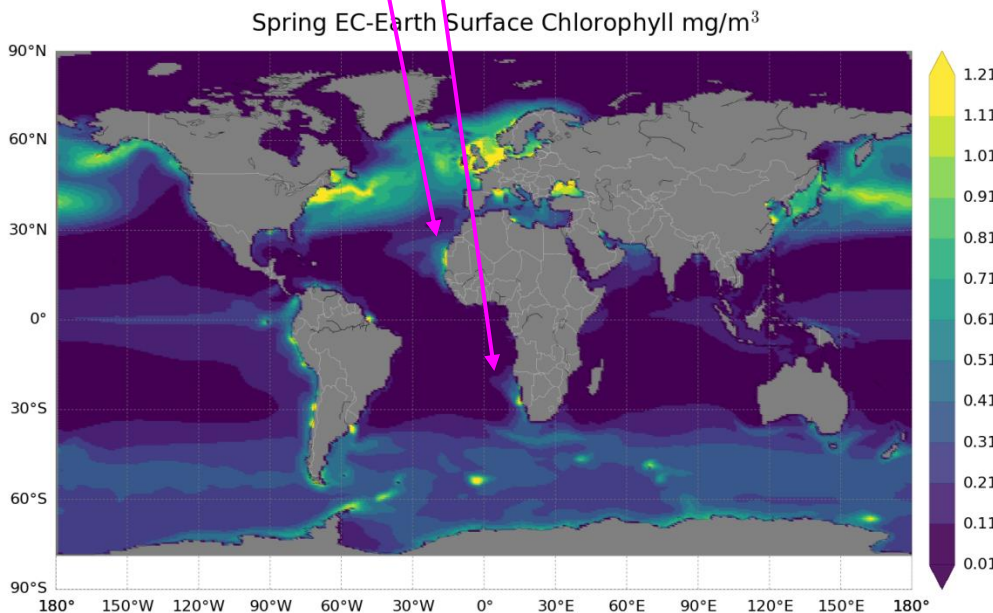 Spring EC-Earth Surface Chlorophyll mg/m³
90°N
60°N
30°N
0°
30°S
60°S
90°S
180°
150°W
120°W
90°W
60°W
30°W
0°
30°E
60°E
90°E
120°E
150°E
180°
1.21
1.11
1.01
0.91
0.81
0.71
0.61
0.51
0.41
0.31
0.21
0.11
0.01